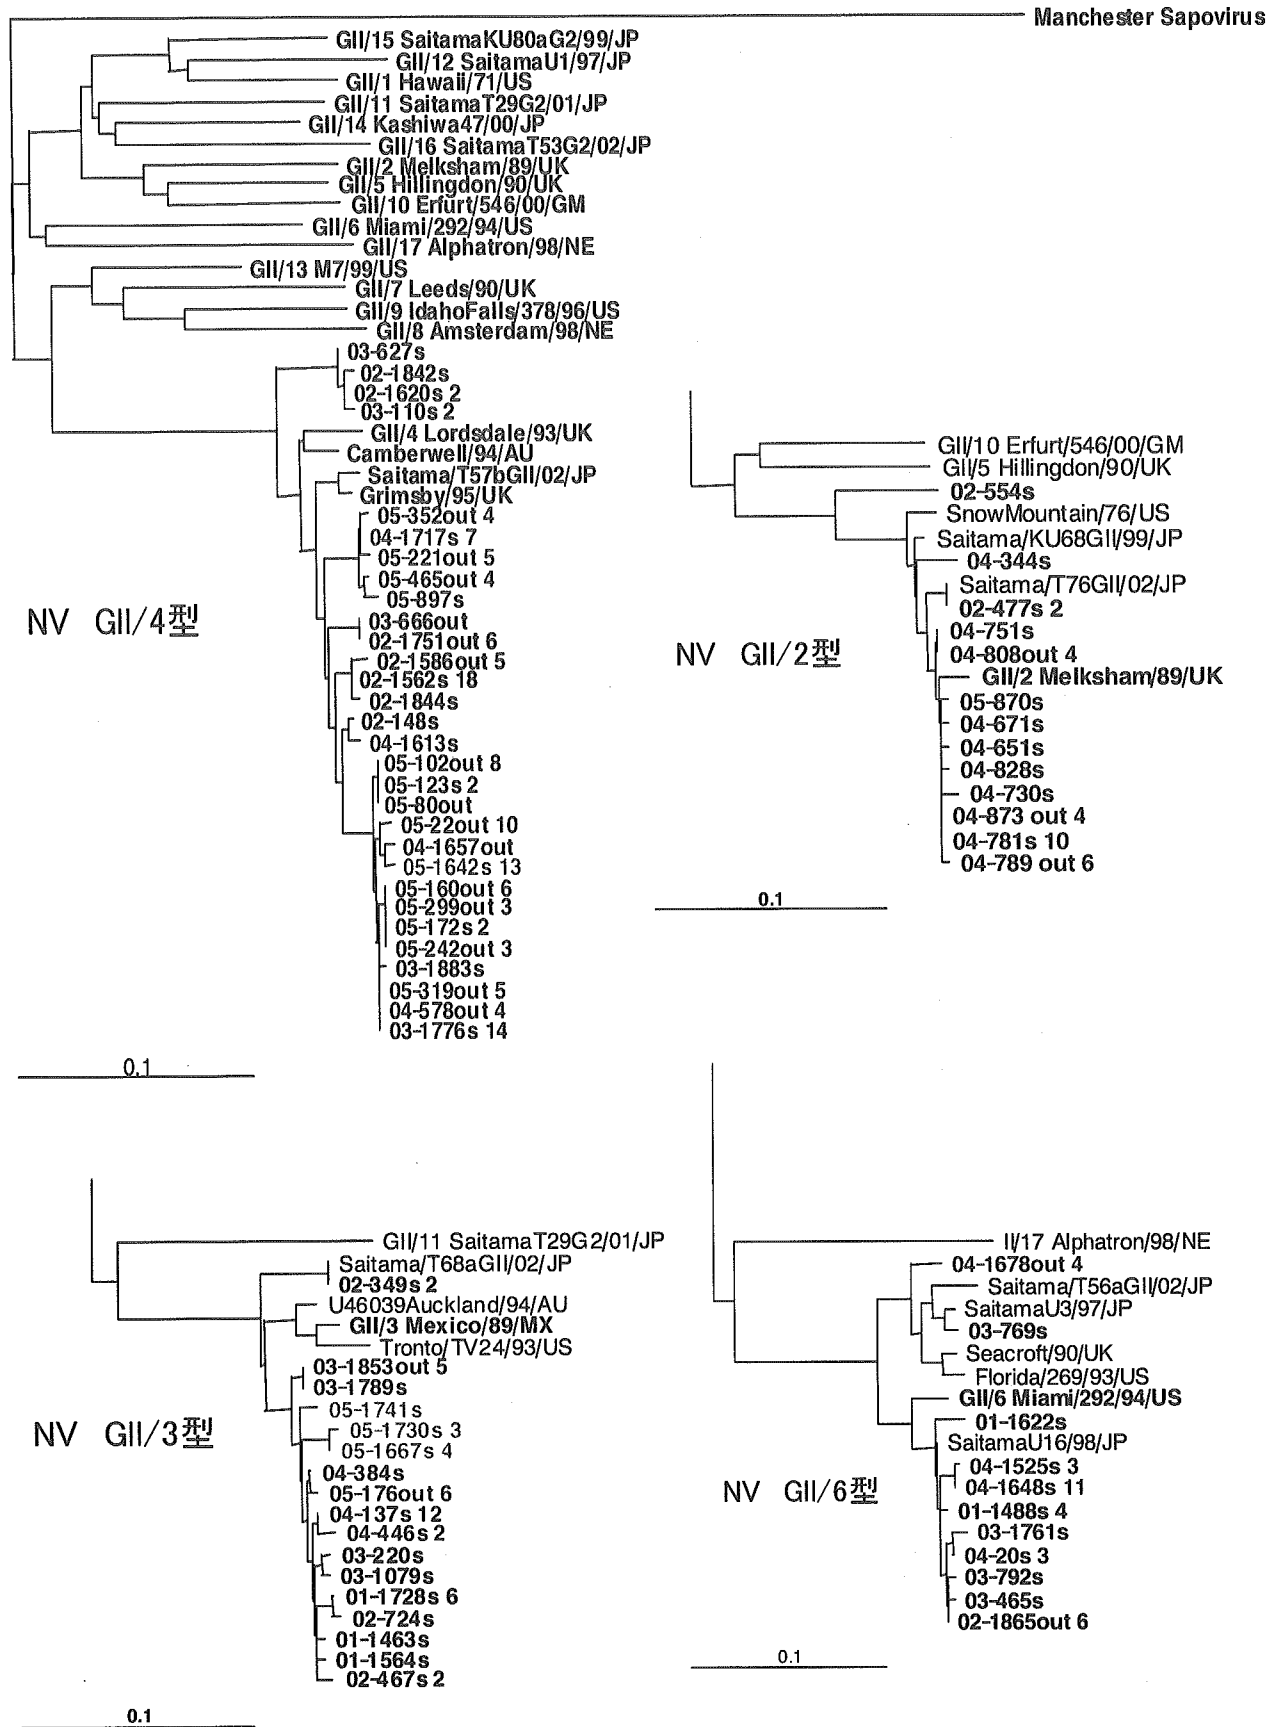 Manchester Sapovirus
GII/15 SaitamaKU80aG2/99/JP
GII/12 SaitamaU1/97/JP
GII/1 Hawaii/71/US
GII/11 SaitamaT29G2/01/JP
GII/14 Kashiwa47/00/JP
GII/16 SaitamaT53G2/02/JP
GII/2 Melksham/89/UK
GII/5 Hillingdon/90/UK
GII/10 Erfurt/546/00/GM
GII/6 Miami/292/94/US
GII/17 Alphatron/98/NE
GII/13 M7/99/US
GII/7 Leeds/90/UK
GII/9 IdahoFalls/378/96/US
GII/8 Amsterdam/98/NE
03-627s
02-1842s
02-1620s 2
03-110s 2
GII/4 Lordsdale/93/UK
Camberwell/94/AU
Saitama/T57bGII/02/JP
Grimsby/95/UK
05-352out 4
04-1717s 7
05-221out 5
05-465out 4
05-897s
NV GII/4型
03-666out
02-1751out 6
02-1586out 5
02-1562s 18
02-1844s
02-148s
04-1613s
05-102out 8
05-123s 2
05-80out
05-22out 10
04-1657out
05-1642s 13
05-160out 6
05-299out 3
05-172s 2
05-242out 3
03-1883s
05-319out 5
04-578out 4
03-1776s 14
0.1
GII/10 Erfurt/546/00/GM
GII/5 Hillingdon/90/UK
02-554s
SnowMountain/76/US
Saitama/KU68GII/99/JP
04-344s
Saitama/T76GII/02/JP
02-477s 2
04-751s
NV GII/2型
04-808out 4
GII/2 Melksham/89/UK
05-870s
04-671s
04-651s
04-828s
04-730s
04-873 out 4
04-781s 10
04-789 out 6
0.1
GII/11 SaitamaT29G2/01/JP
Saitama/T68aGII/02/JP
02-349s 2
U46039Auckland/94/AU
GII/3 Mexico/89/MX
Tronto/TV24/93/US
03-1853out 5
03-1789s
05-1741s
NV GII/3型
05-1730s 3
05-1667s 4
04-384s
05-176out 6
04-137s 12
04-446s 2
03-220s
03-1079s
01-1728s 6
02-724s
01-1463s
01-1564s
02-467s 2
0.1
II/17 Alphatron/98/NE
04-1678out 4
Saitama/T56aGII/02/JP
SaitamaU3/97/JP
03-769s
Seacroft/90/UK
Florida/269/93/US
GII/6 Miami/292/94/US
01-1622s
SaitamaU16/98/JP
04-1525s 3
04-1648s 11
NV GII/6型
01-1488s 4
03-1761s
04-20s 3
03-792s
03-465s
02-1865out 6
0.1